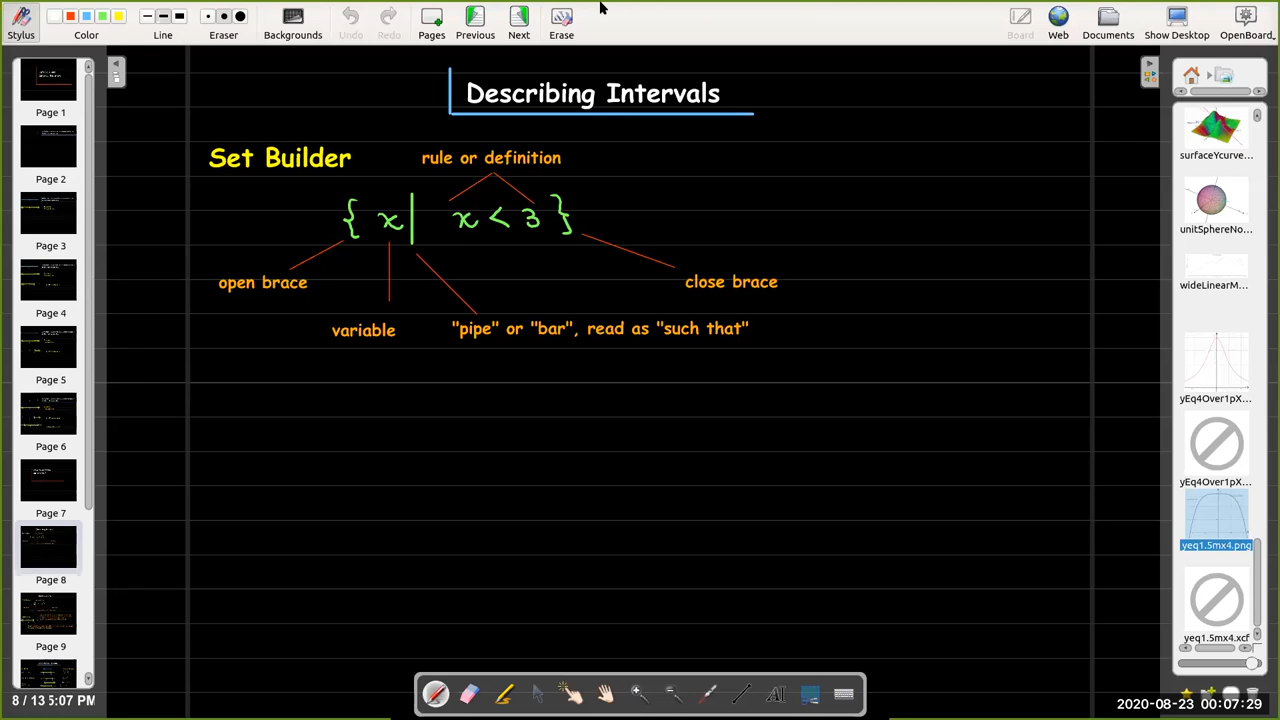 Stylus
Color
Line
Eraser
Backgrounds
Undo
Redo
Pages
Previous
Next
Erase
Board
Web
Documents
Show Desktop
OpenBoard
Describing Intervals
Set Builder
rule or definition
{ x | x < 3 }
open brace
close brace
variable
"pipe" or "bar", read as "such that"
Page 1
Page 2
Page 3
Page 4
Page 5
Page 6
Page 7
Page 8
Page 9
surfaceYcurve...
unitSphereNo...
wideLinearM...
yEq4Over1pX...
yEq4Over1pX...
yeq1.5mx4.png
yeq1.5mx4.xcf
AI
8 / 13 5:07 PM
2020-08-23 00:07:29